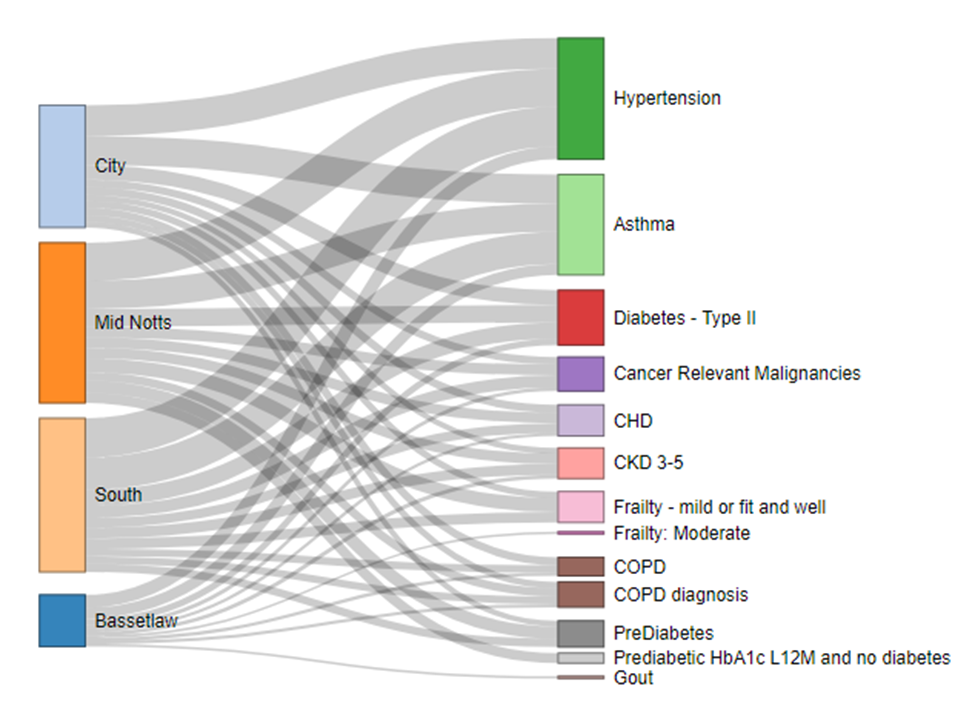 City
Mid Notts
South
Bassetlaw
Hypertension
Asthma
Diabetes - Type II
Cancer Relevant Malignancies
CHD
CKD 3-5
Frailty - mild or fit and well
Frailty: Moderate
COPD
COPD diagnosis
PreDiabetes
Prediabetic HbA1c L12M and no diabetes
Gout